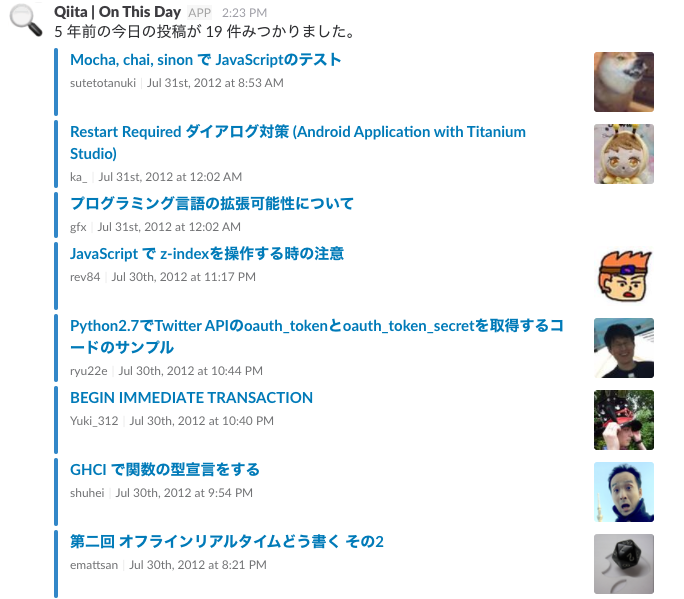 Qiita | On This Day APP 2:23 PM
5 年前の今日の投稿が 19 件みつかりました。
Mocha, chai, sinon で JavaScriptのテスト
sutetotanuki | Jul 31st, 2012 at 8:53 AM
Restart Required ダイアログ対策 (Android Application with Titanium
Studio)
ka_ | Jul 31st, 2012 at 12:02 AM
プログラミング言語の拡張可能性について
gfx | Jul 31st, 2012 at 12:02 AM
JavaScript で z-indexを操作する時の注意
rev84 | Jul 30th, 2012 at 11:17 PM
Python2.7でTwitter APIのoauth_tokenとoauth_token_secretを取得するコ
ードのサンプル
ryu22e | Jul 30th, 2012 at 10:44 PM
BEGIN IMMEDIATE TRANSACTION
Yuki_312 | Jul 30th, 2012 at 10:40 PM
GHCI で関数の型宣言をする
shuhei | Jul 30th, 2012 at 9:54 PM
第二回 オフラインリアルタイムどう書く その2
emattsan | Jul 30th, 2012 at 8:21 PM